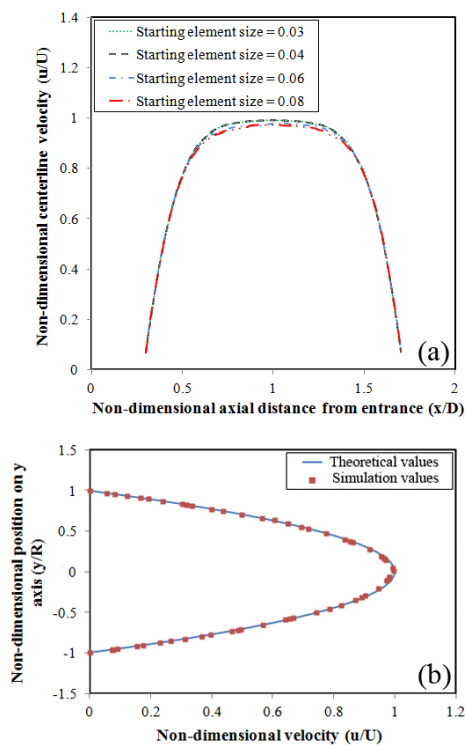 1.4
1.2
1
0.8
0.6
0.4
0.2
0
Non-dimensional centerline velocity (u/U)
Starting element size = 0.03
Starting element size = 0.04
Starting element size = 0.06
Starting element size = 0.08
(a)
0 0.5 1 1.5 2
Non-dimensional axial distance from entrance (x/D)
1.5
1
0.5
0
-0.5
-1
-1.5
Non-dimensional position on y
axis (y/R)
Theoretical values
Simulation values
(b)
0 0.2 0.4 0.6 0.8 1 1.2
Non-dimensional velocity (u/U)